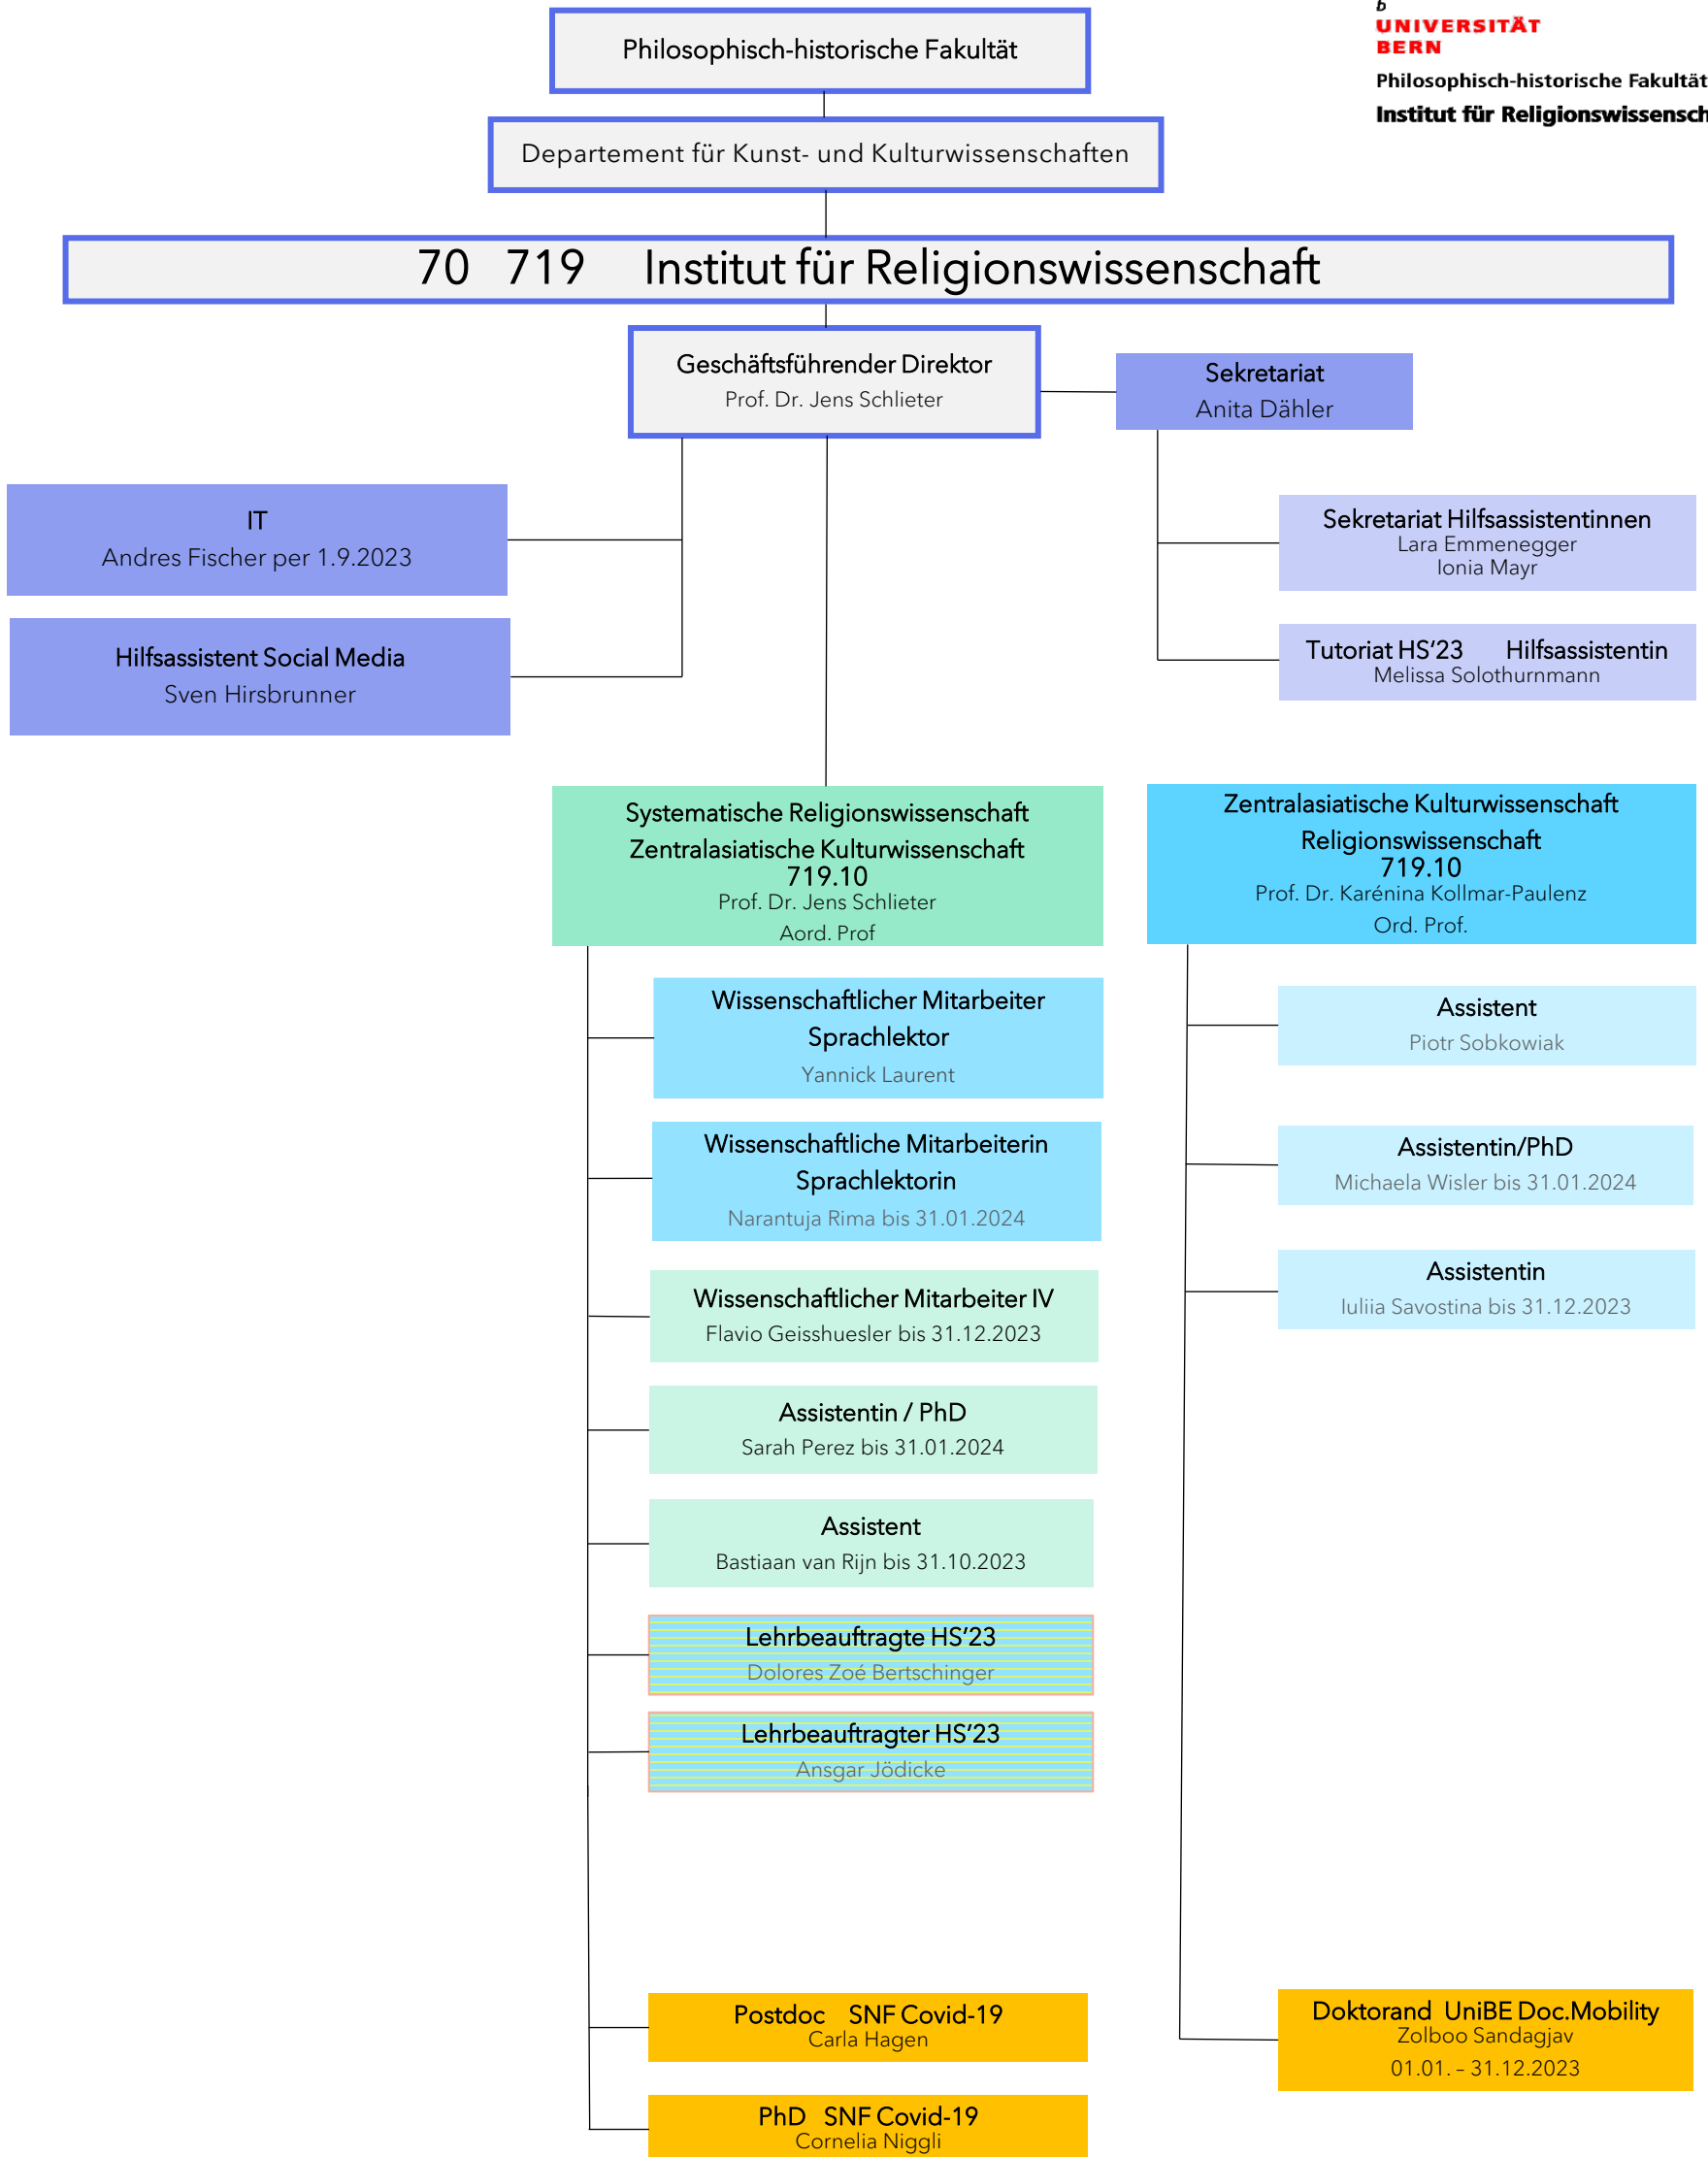 b
UNIVERSITÄT
BERN
Philosophisch-historische Fakultät
Institut für Religionswissensch
Philosophisch-historische Fakultät
Departement für Kunst- und Kulturwissenschaften
70 719 Institut für Religionswissenschaft
Geschäftsführender Direktor
Prof. Dr. Jens Schlieter
Sekretariat
Anita Dähler
IT
Andres Fischer per 1.9.2023
Hilfsassistent Social Media
Sven Hirsbrunner
Sekretariat Hilfsassistentinnen
Lara Emmenegger
Ionia Mayr
Tutoriat HS‘23 Hilfsassistentin
Melissa Solothurnmann
Systematische Religionswissenschaft
Zentralasiatische Kulturwissenschaft
719.10
Prof. Dr. Jens Schlieter
Aord. Prof
Wissenschaftlicher Mitarbeiter
Sprachlektor
Yannick Laurent
Wissenschaftliche Mitarbeiterin
Sprachlektorin
Narantuja Rima bis 31.01.2024
Wissenschaftlicher Mitarbeiter IV
Flavio Geisshuesler bis 31.12.2023
Assistentin / PhD
Sarah Perez bis 31.01.2024
Assistent
Bastiaan van Rijn bis 31.10.2023
Lehrbeauftragte HS‘23
Dolores Zoé Bertschinger
Lehrbeauftragter HS‘23
Ansgar Jödicke
Postdoc SNF Covid-19
Carla Hagen
PhD SNF Covid-19
Cornelia Niggli
Zentralasiatische Kulturwissenschaft
Religionswissenschaft
719.10
Prof. Dr. Karénina Kollmar-Paulenz
Ord. Prof.
Assistent
Piotr Sobkowiak
Assistentin/PhD
Michaela Wisler bis 31.01.2024
Assistentin
Iuliia Savostina bis 31.12.2023
Doktorand UniBE Doc.Mobility
Zolboo Sandagjav
01.01. – 31.12.2023